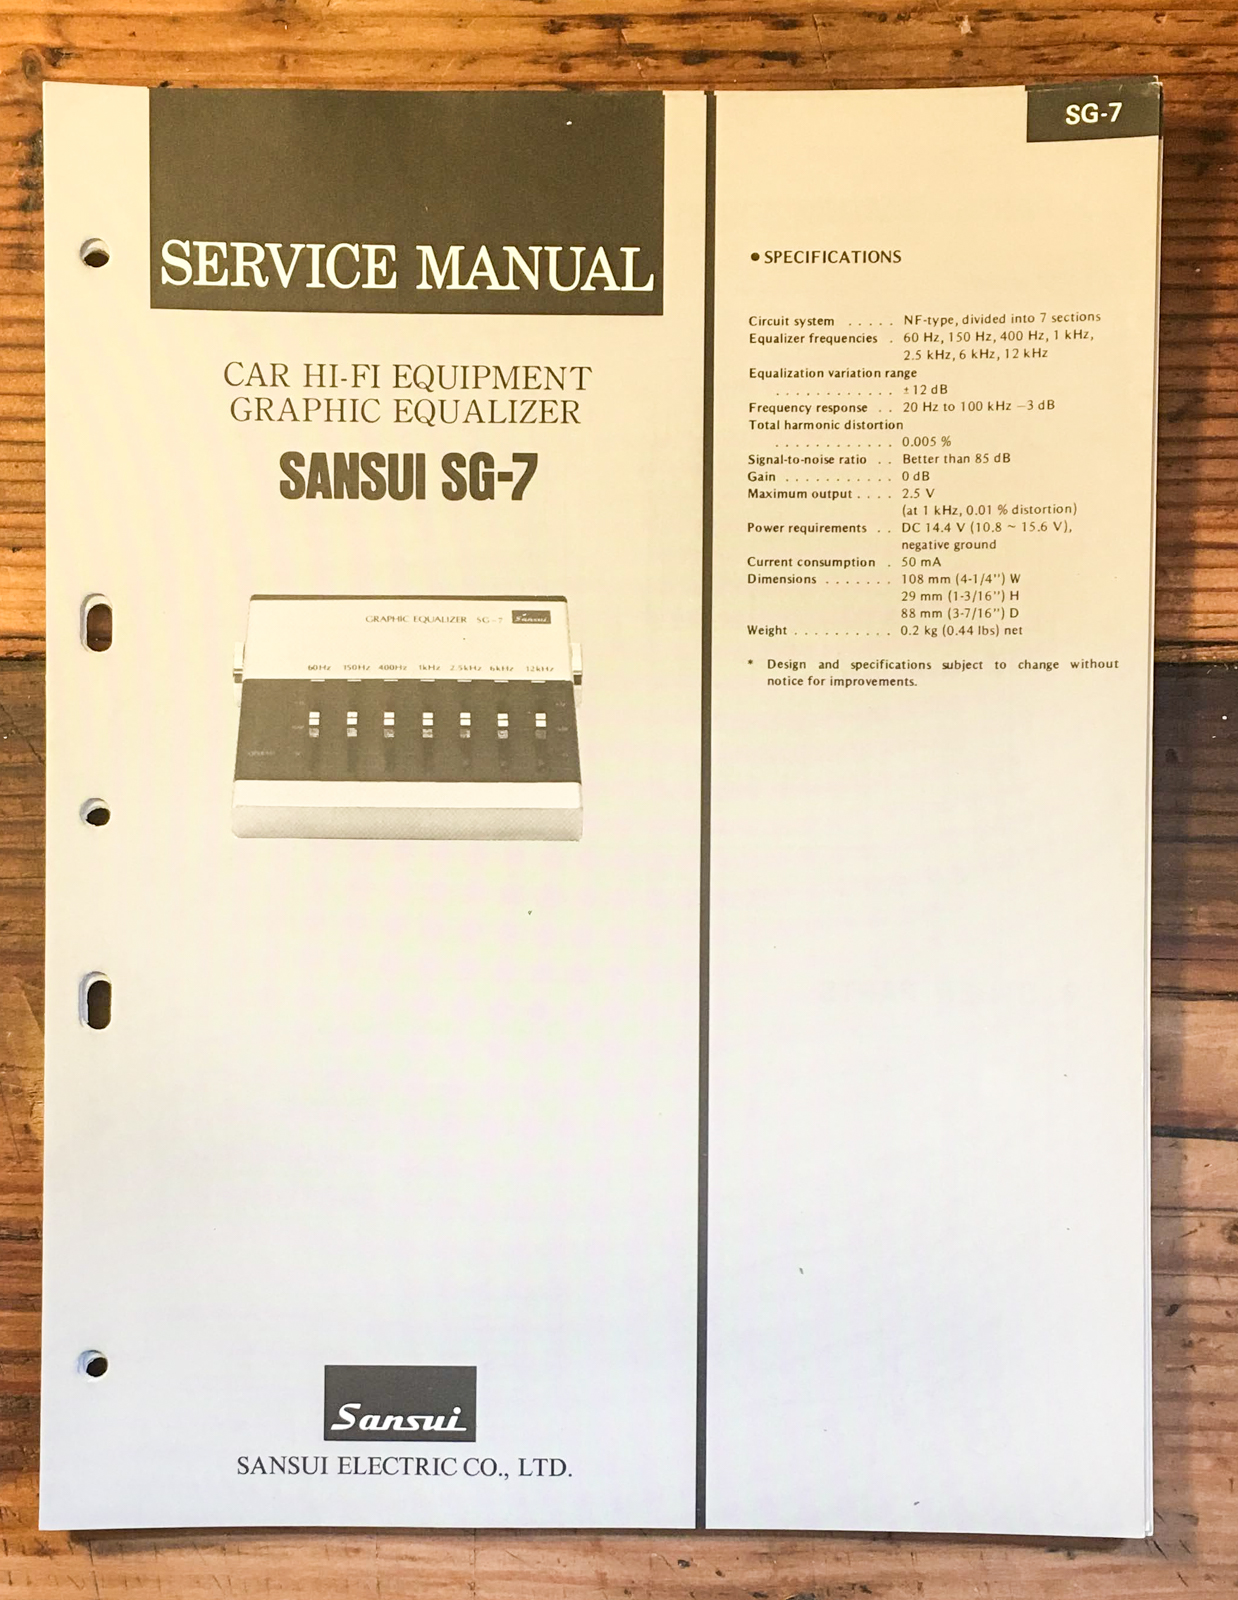 SERVICE MANUAL
CAR HI-FI EQUIPMENT
GRAPHIC EQUALIZER
SANSUI SG-7
GRAPHIC EQUALIZER SG-7 Sansui
60Hz 150Hz 400Hz 1kHz 2.5kHz 6kHz 12kHz
Sansui
SANSUI ELECTRIC CO., LTD.
SG-7
● SPECIFICATIONS
Circuit system . . . . . NF-type, divided into 7 sections
Equalizer frequencies . 60 Hz, 150 Hz, 400 Hz, 1 kHz,
2.5 kHz, 6 kHz, 12 kHz
Equalization variation range
. . . . . . . . . . . . ±12 dB
Frequency response . . 20 Hz to 100 kHz −3 dB
Total harmonic distortion
. . . . . . . . . . . . 0.005 %
Signal-to-noise ratio . . Better than 85 dB
Gain . . . . . . . . . . . 0 dB
Maximum output . . . . 2.5 V
(at 1 kHz, 0.01 % distortion)
Power requirements . . DC 14.4 V (10.8 ~ 15.6 V),
negative ground
Current consumption . 50 mA
Dimensions . . . . . . . 108 mm (4-1/4") W
29 mm (1-3/16") H
88 mm (3-7/16") D
Weight . . . . . . . . . . 0.2 kg (0.44 lbs) net
* Design and specifications subject to change without
notice for improvements.